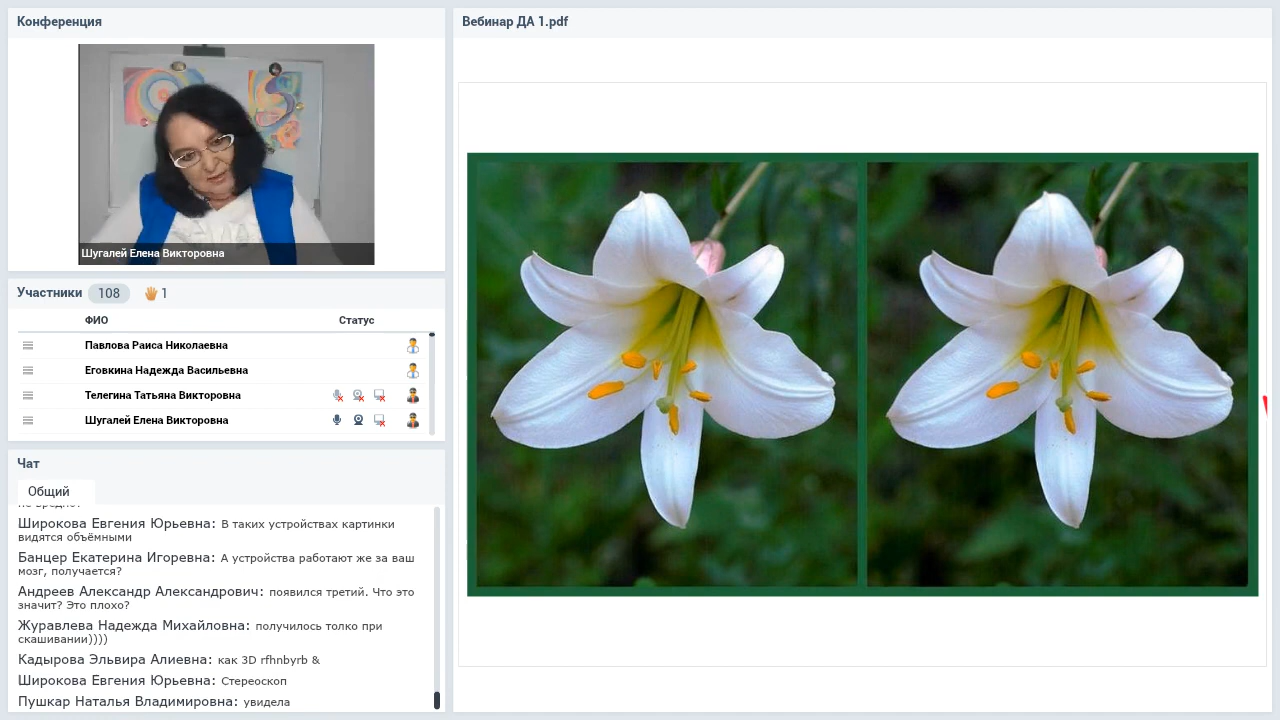 Конференция
Шугалей Елена Викторовна
Участники 108 1
ФИО Статус
Павлова Раиса Николаевна
Еговкина Надежда Васильевна
Телегина Татьяна Викторовна
Шугалей Елена Викторовна
Чат
Общий
Широкова Евгения Юрьевна: В таких устройствах картинки
видятся объёмными
Банцер Екатерина Игоревна: А устройства работают же за ваш
мозг, получается?
Андреев Александр Александрович: появился третий. Что это
значит? Это плохо?
Журавлева Надежда Михайловна: получилось толко при
скашивании))))
Кадырова Эльвира Алиевна: как 3D rfhnbyrb &
Широкова Евгения Юрьевна: Стереоскоп
Пушкар Наталья Владимировна: увидела
Вебинар ДА 1.pdf